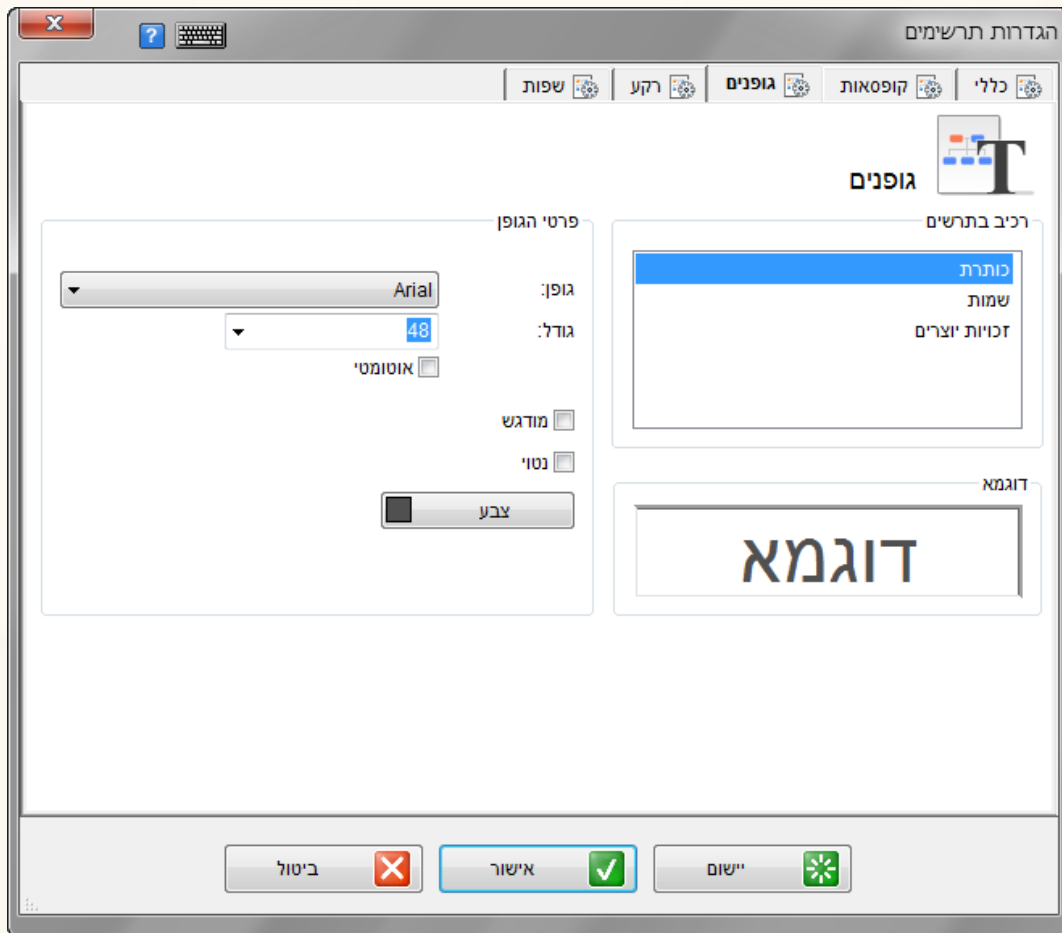 הגדרות תרשימים
כללי
קופסאות
גופנים
רקע
שפות
גופנים
רכיב בתרשים
כותרת
שמות
זכויות יוצרים
דוגמא
דוגמא
פרטי הגופן
גופן: Arial
גודל: 48
אוטומטי
מודגש
נטוי
צבע
יישום
אישור
ביטול